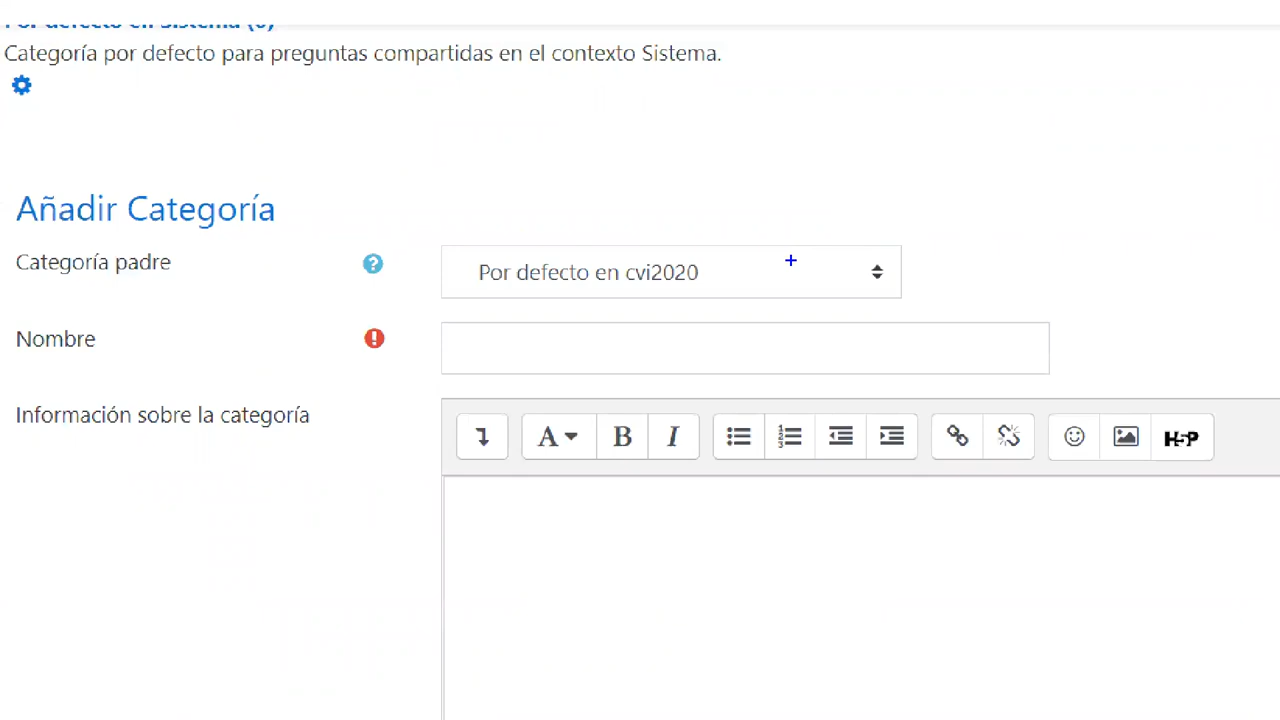 Por defecto en Sistema (0)
Categoría por defecto para preguntas compartidas en el contexto Sistema.
Añadir Categoría
Categoría padre
Por defecto en cvi2020
Nombre
Información sobre la categoría
A B I
H5P